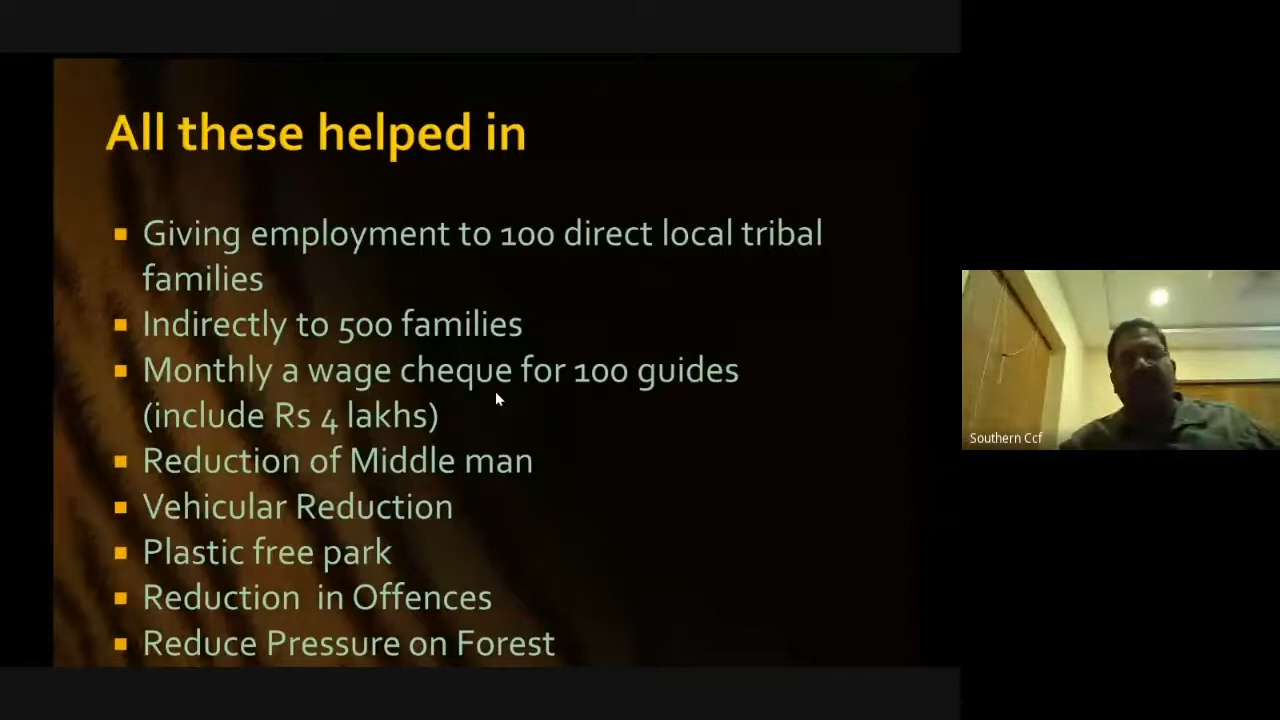 All these helped in
Giving employment to 100 direct local tribal
families
Indirectly to 500 families
Monthly a wage cheque for 100 guides
(include Rs 4 lakhs)
Reduction of Middle man
Vehicular Reduction
Plastic free park
Reduction  in Offences
Reduce Pressure on Forest
Southern Ccf